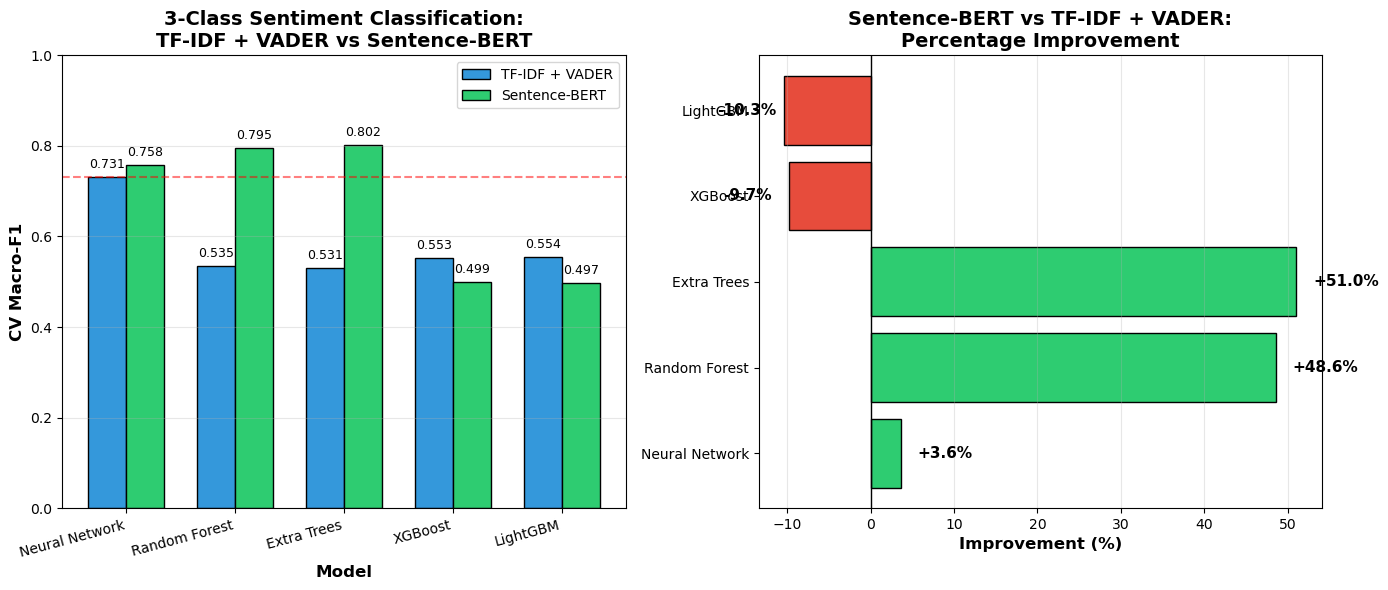 3-Class Sentiment Classification:
TF-IDF + VADER vs Sentence-BERT
CV Macro-F1
1.0
0.8
0.6
0.4
0.2
0.0
TF-IDF + VADER
Sentence-BERT
0.731
0.758
0.535
0.795
0.531
0.802
0.553
0.499
0.554
0.497
Neural Network
Random Forest
Extra Trees
XGBoost
LightGBM
Model
Sentence-BERT vs TF-IDF + VADER:
Percentage Improvement
LightGBM
-10.3%
XGBoost
-9.7%
Extra Trees
+51.0%
Random Forest
+48.6%
Neural Network
+3.6%
−10
0
10
20
30
40
50
Improvement (%)